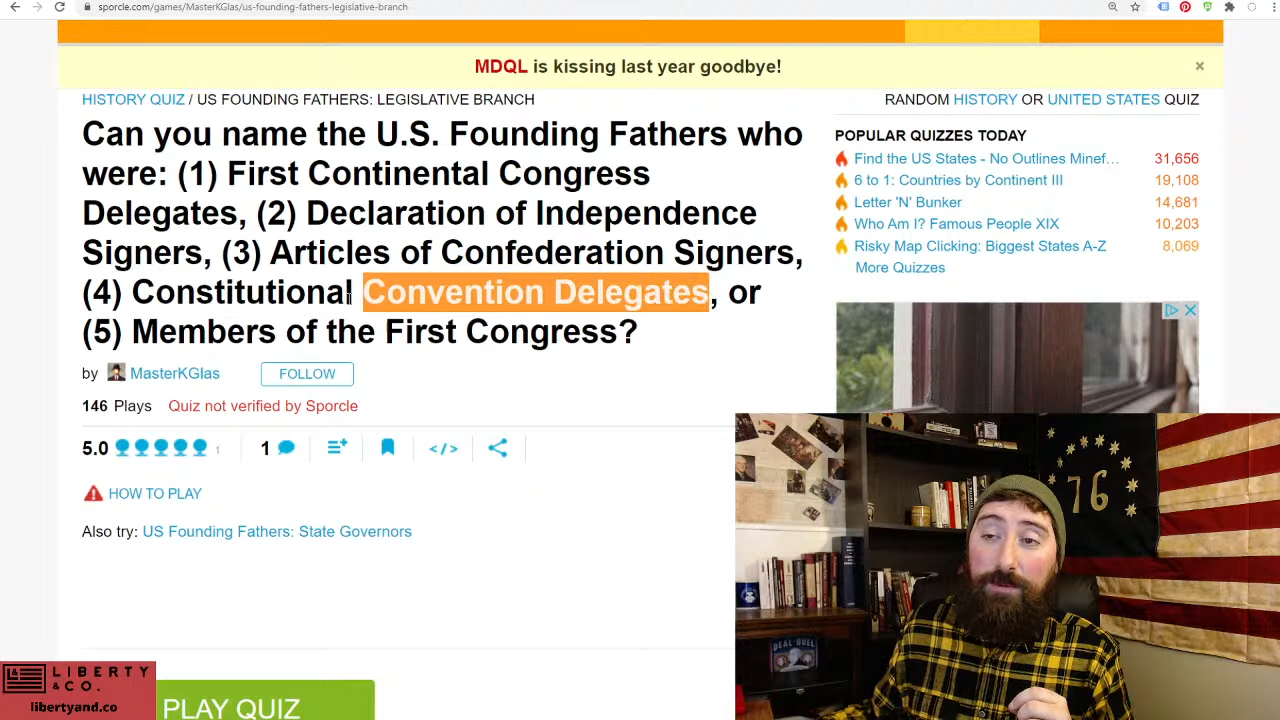 sporcle.com/games/MasterKGlas/us-founding-fathers-legislative-branch
MDQL is kissing last year goodbye!
×
HISTORY QUIZ / US FOUNDING FATHERS: LEGISLATIVE BRANCH
RANDOM HISTORY OR UNITED STATES QUIZ
Can you name the U.S. Founding Fathers who
were: (1) First Continental Congress
Delegates, (2) Declaration of Independence
Signers, (3) Articles of Confederation Signers,
(4) Constitutional Convention Delegates, or
(5) Members of the First Congress?
by MasterKGlas FOLLOW
146 Plays Quiz not verified by Sporcle
5.0 1 1 </>
HOW TO PLAY
Also try: US Founding Fathers: State Governors
PLAY QUIZ
POPULAR QUIZZES TODAY
Find the US States - No Outlines Minef… 31,656
6 to 1: Countries by Continent III 19,108
Letter 'N' Bunker 14,681
Who Am I? Famous People XIX 10,203
Risky Map Clicking: Biggest States A-Z 8,069
More Quizzes
76
LIBERTY
& CO.
libertyand.co